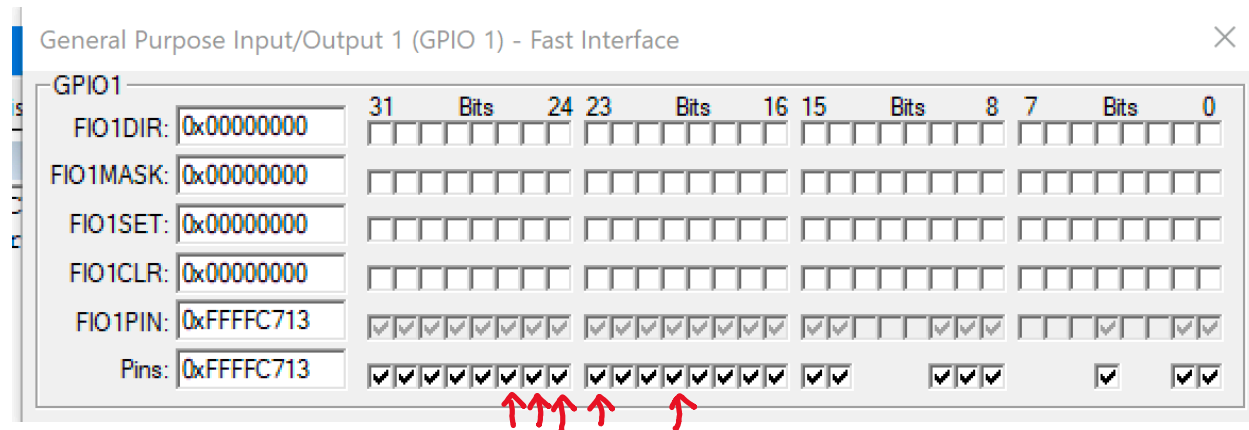 General Purpose Input/Output 1 (GPIO 1) - Fast Interface
GPIO1
31 Bits 24 23 Bits 16 15 Bits 8 7 Bits 0
FIO1DIR: 0x00000000
FIO1MASK: 0x00000000
FIO1SET: 0x00000000
FIO1CLR: 0x00000000
FIO1PIN: 0xFFFFC713
Pins: 0xFFFFC713